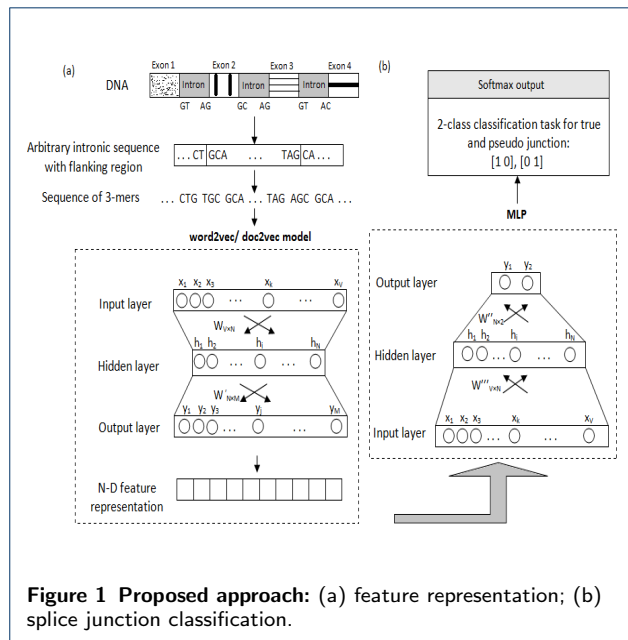 (a)
Exon 1 Exon 2 Exon 3 Exon 4
DNA
Intron Intron Intron
GT AG GC AG GT AC
Arbitrary intronic sequence
with flanking region
... CT GCA ... TAG CA ...
Sequence of 3-mers
... CTG TGC GCA ... TAG AGC GCA ...
word2vec/ doc2vec model
x1 x2 x3 xk xV
Input layer
... ...
WV×N
h1 h2 hi hN
Hidden layer
... ...
W'N×M
y1 y2 y3 yj yM
Output layer
... ...
N-D feature
representation
(b)
Softmax output
2-class classification task for true
and pseudo junction:
[1 0], [0 1]
MLP
y1 y2
Output layer
W''N×2
h1 h2 hi hN
Hidden layer
... ...
W'''V×N
x1 x2 x3 xk xV
Input layer
... ...
Figure 1 Proposed approach: (a) feature representation; (b)
splice junction classification.